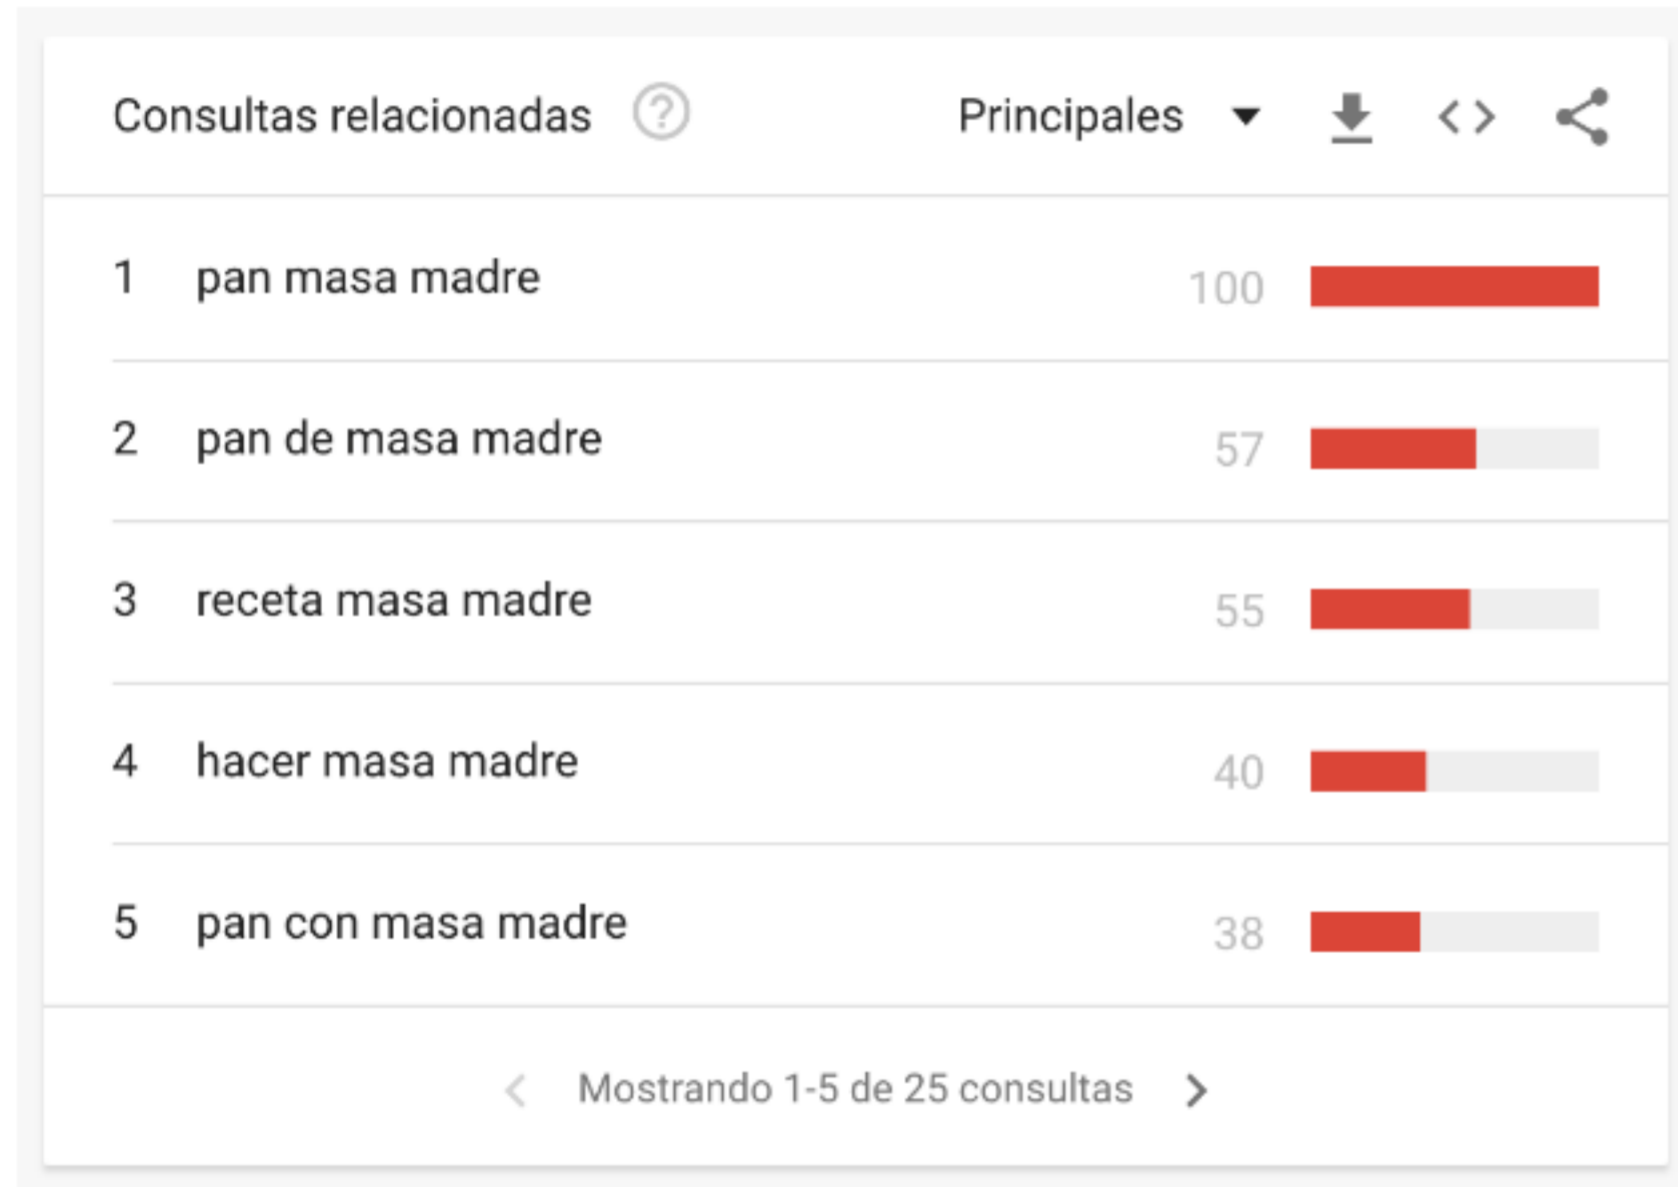 Consultas relacionadas ? Principales
1 pan masa madre 100
2 pan de masa madre 57
3 receta masa madre 55
4 hacer masa madre 40
5 pan con masa madre 38
Mostrando 1-5 de 25 consultas